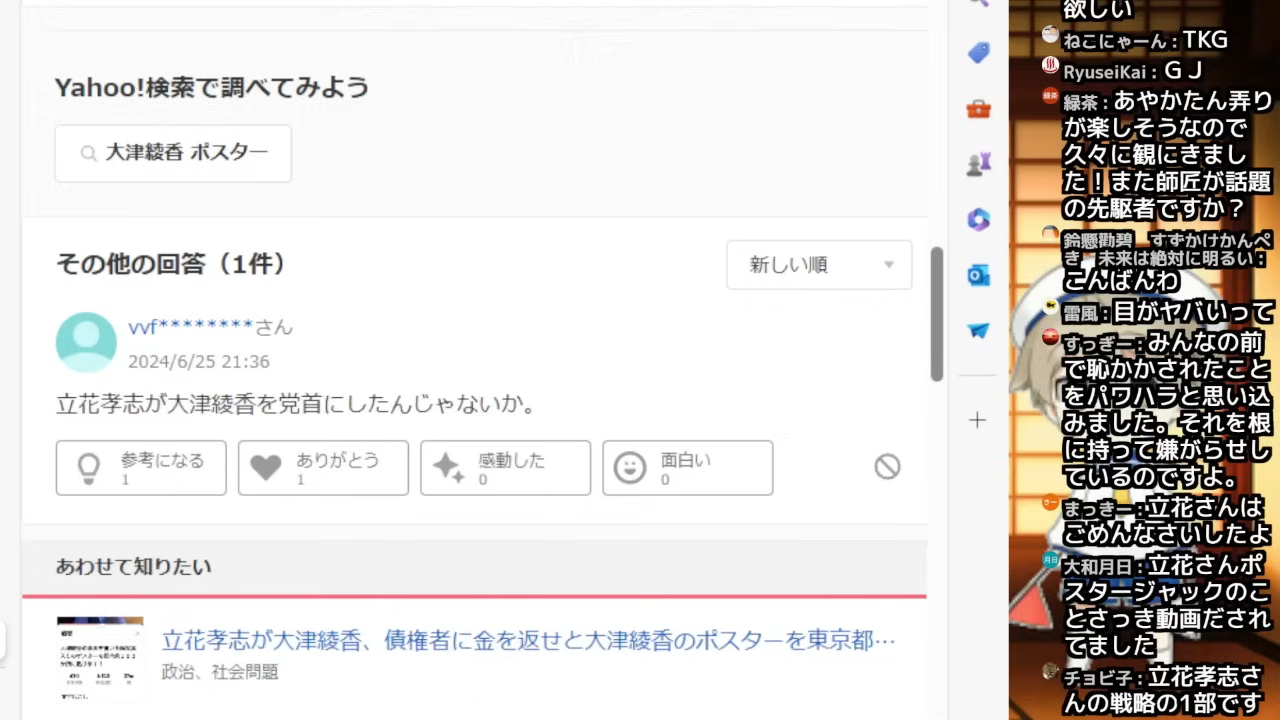 Yahoo!検索で調べてみよう
大津綾香 ポスター
その他の回答（1件）
新しい順
vvf********さん
2024/6/25 21:36
立花孝志が大津綾香を党首にしたんじゃないか。
参考になる
1
ありがとう
1
感動した
0
面白い
0
あわせて知りたい
立花孝志が大津綾香、債権者に金を返せと大津綾香のポスターを東京都…
政治、社会問題
欲しい
ねこにゃーん : TKG
RyuseiKai : ＧＪ
緑茶 : あやかたん弄り
が楽しそうなので
久々に観にきまし
た！また師匠が話題
の先駆者ですか？
鈴懸勸碧　すずかけかんぺ
き　未来は絶対に明るい :
こんばんわ
雷風 : 目がヤバいって
すっぎー : みんなの前
で恥かかされたこと
をパワハラと思い込
みました。それを根
に持って嫌がらせし
ているのですよ。
まっきー : 立花さんは
ごめんなさいしたよ
大和月日 : 立花さんポ
スタージャックのこ
とさっき動画だされ
てました
チョビ子 : 立花孝志さ
んの戦略の1部です